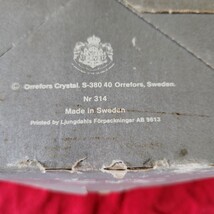 © Orrefors Crystal. S-380 40 Orrefors, Sweden.
Nr 314
Made in Sweden
Printed by Ljungdahls Förpackningar AB 9813